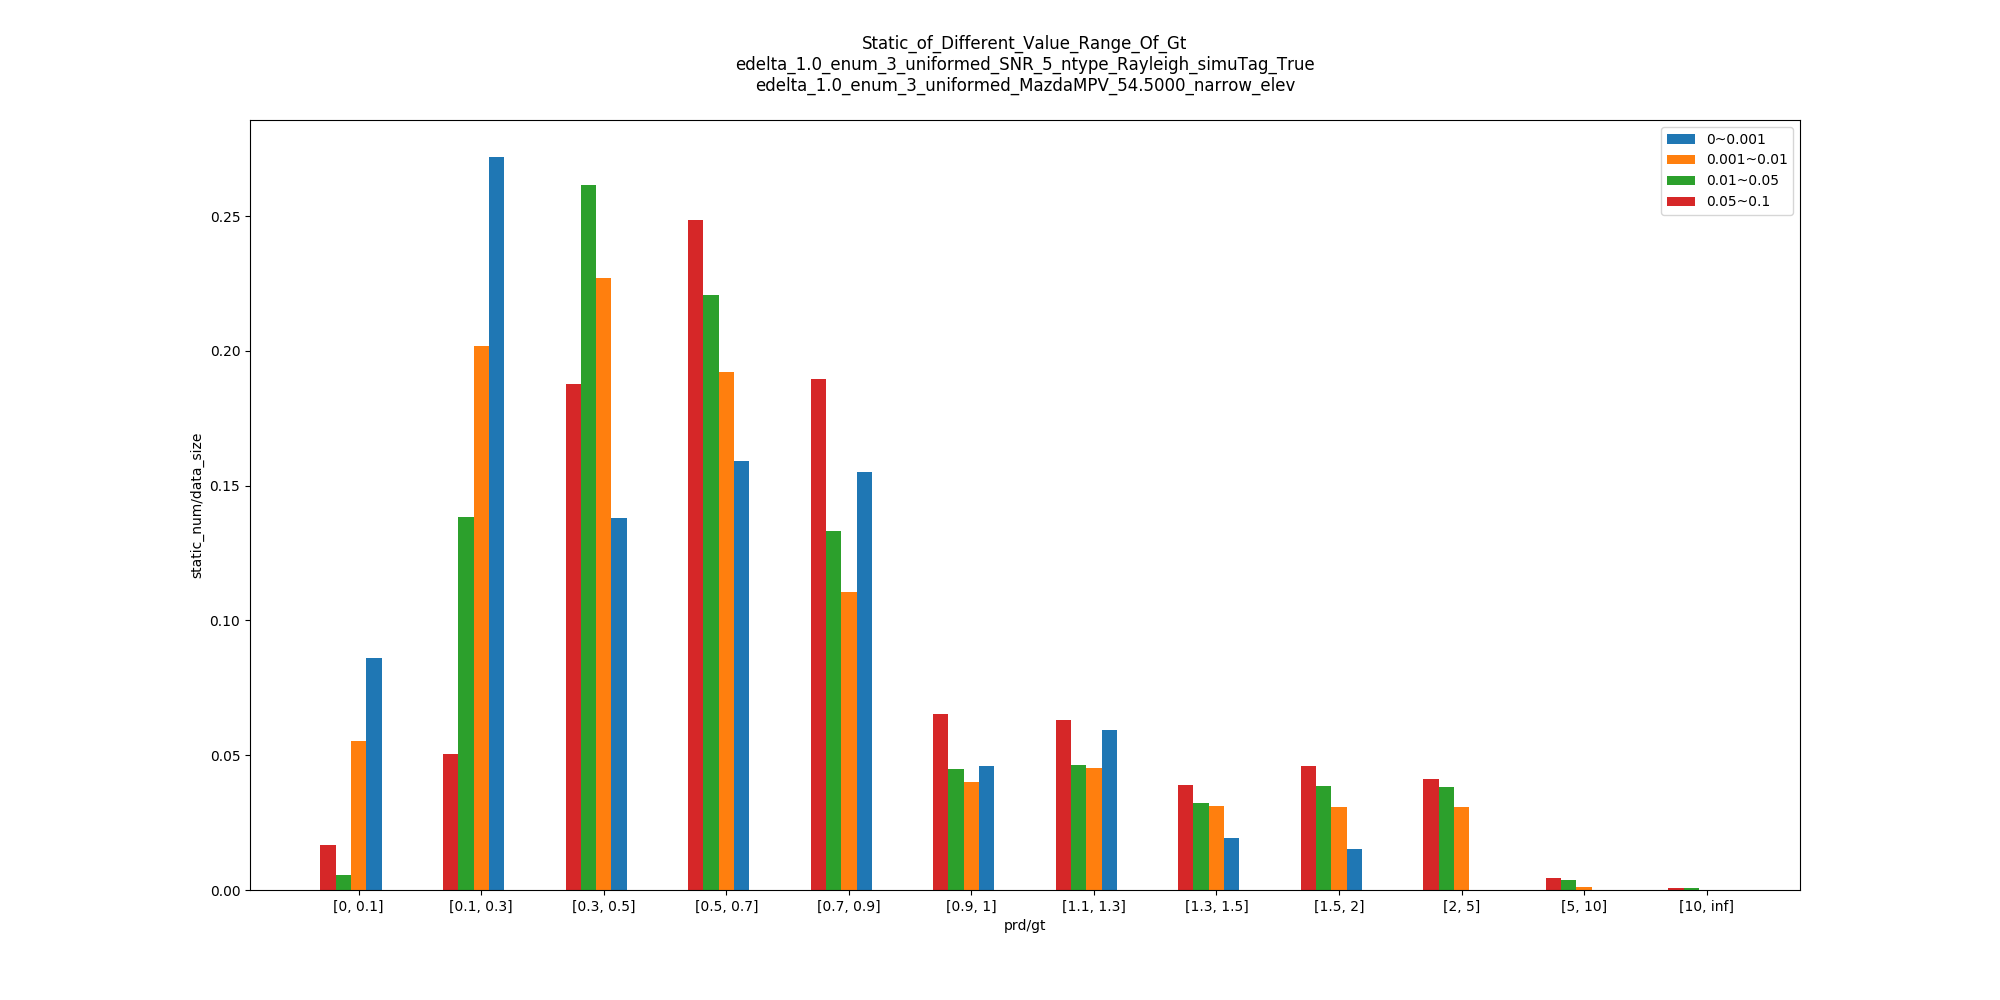 Static_of_Different_Value_Range_Of_Gt
edelta_1.0_enum_3_uniformed_SNR_5_ntype_Rayleigh_simuTag_True
edelta_1.0_enum_3_uniformed_MazdaMPV_54.5000_narrow_elev
0~0.001
0.001~0.01
0.01~0.05
0.05~0.1
0.25
0.20
0.15
0.10
0.05
0.00
static_num/data_size
[0, 0.1] [0.1, 0.3] [0.3, 0.5] [0.5, 0.7] [0.7, 0.9] [0.9, 1] [1.1, 1.3] [1.3, 1.5] [1.5, 2] [2, 5] [5, 10] [10, inf]
prd/gt